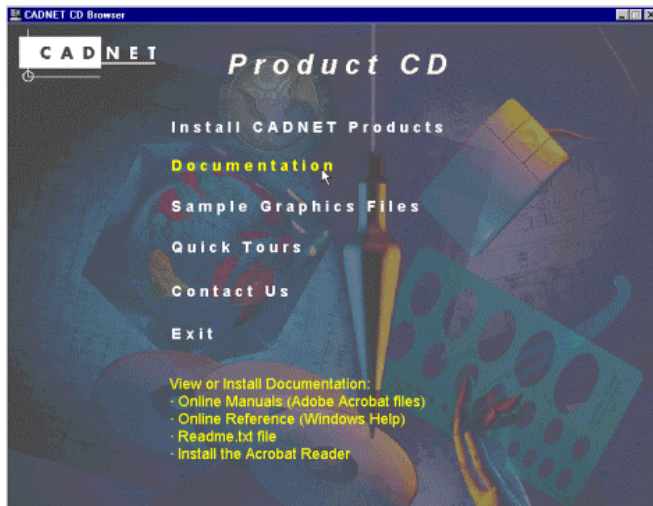 CADNET CD Browser
CADNET
Product CD
Install CADNET Products
Documentation
Sample Graphics Files
Quick Tours
Contact Us
Exit
View or Install Documentation:
· Online Manuals (Adobe Acrobat files)
· Online Reference (Windows Help)
· Readme.txt file
· Install the Acrobat Reader